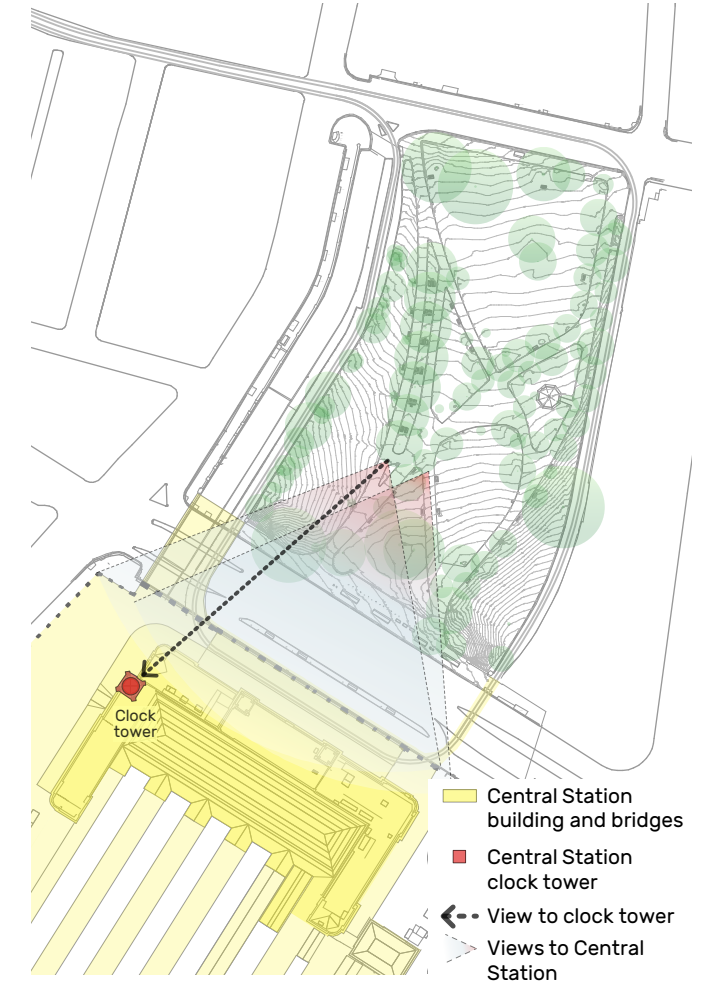 Clock
tower
Central Station
building and bridges
Central Station
clock tower
View to clock tower
Views to Central
Station